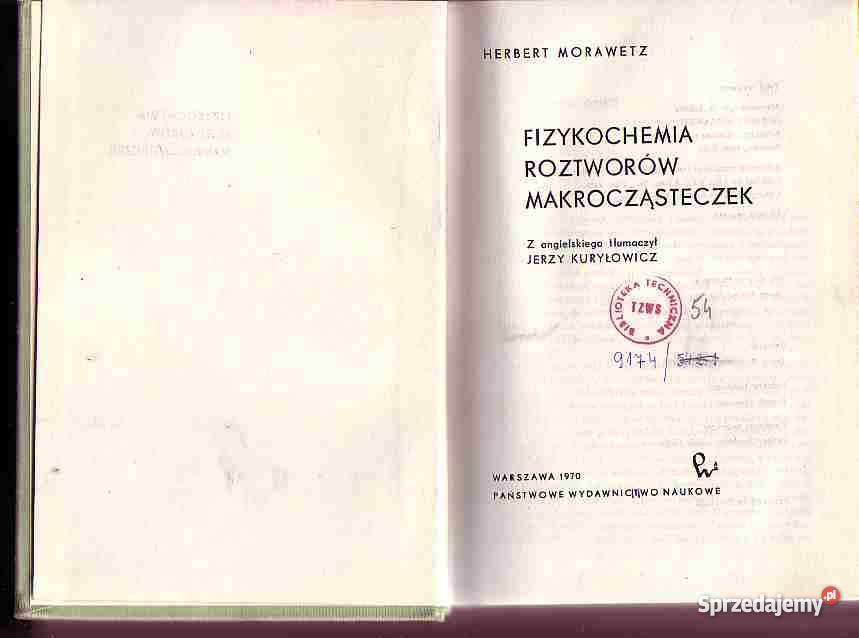 HERBERT MORAWETZ
FIZYKOCHEMIA
ROZTWORÓW
MAKROCZĄSTECZEK
Z angielskiego tłumaczył
JERZY KURYŁOWICZ
BIBLIOTEKA TECHNICZNA
TZWS
54
9174/
WARSZAWA 1970
PAŃSTWOWE WYDAWNICTWO NAUKOWE
Sprzedajemy.pl